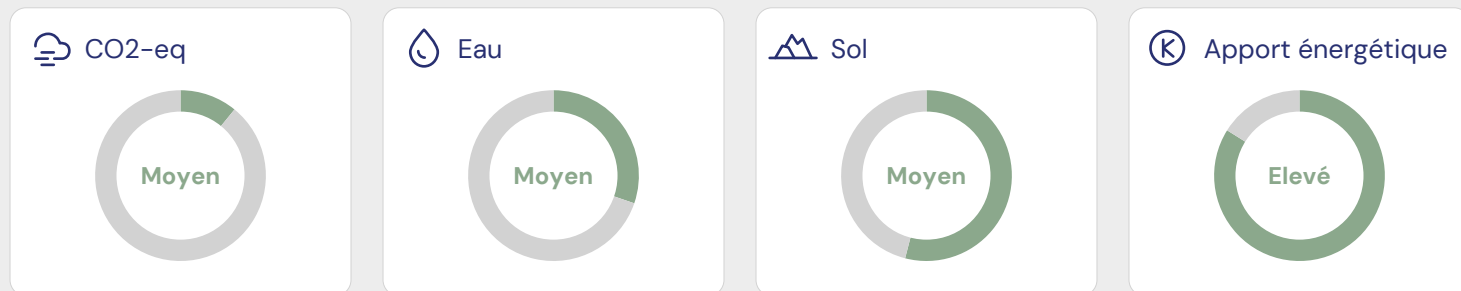 CO2-eq
Moyen
Eau
Moyen
Sol
Moyen
Apport énergétique
Elevé